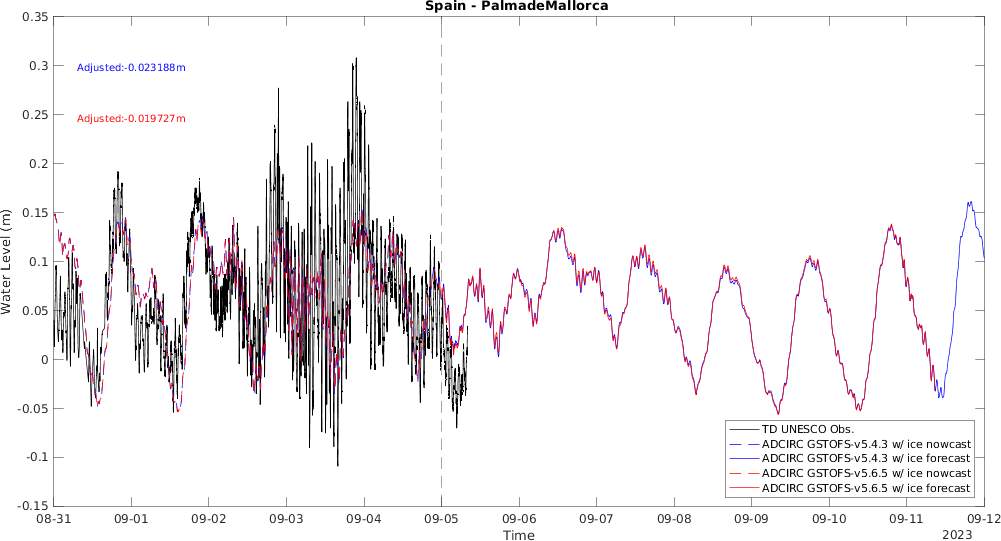 Spain - PalmadeMallorca
0.35
0.3
0.25
0.2
0.15
0.1
0.05
0
-0.05
-0.1
-0.15
Water Level (m)
Adjusted:-0.023188m
Adjusted:-0.019727m
TD UNESCO Obs.
ADCIRC GSTOFS-v5.4.3 w/ ice nowcast
ADCIRC GSTOFS-v5.4.3 w/ ice forecast
ADCIRC GSTOFS-v5.6.5 w/ ice nowcast
ADCIRC GSTOFS-v5.6.5 w/ ice forecast
08-31 09-01 09-02 09-03 09-04 09-05 09-06 09-07 09-08 09-09 09-10 09-11 09-12
Time
2023